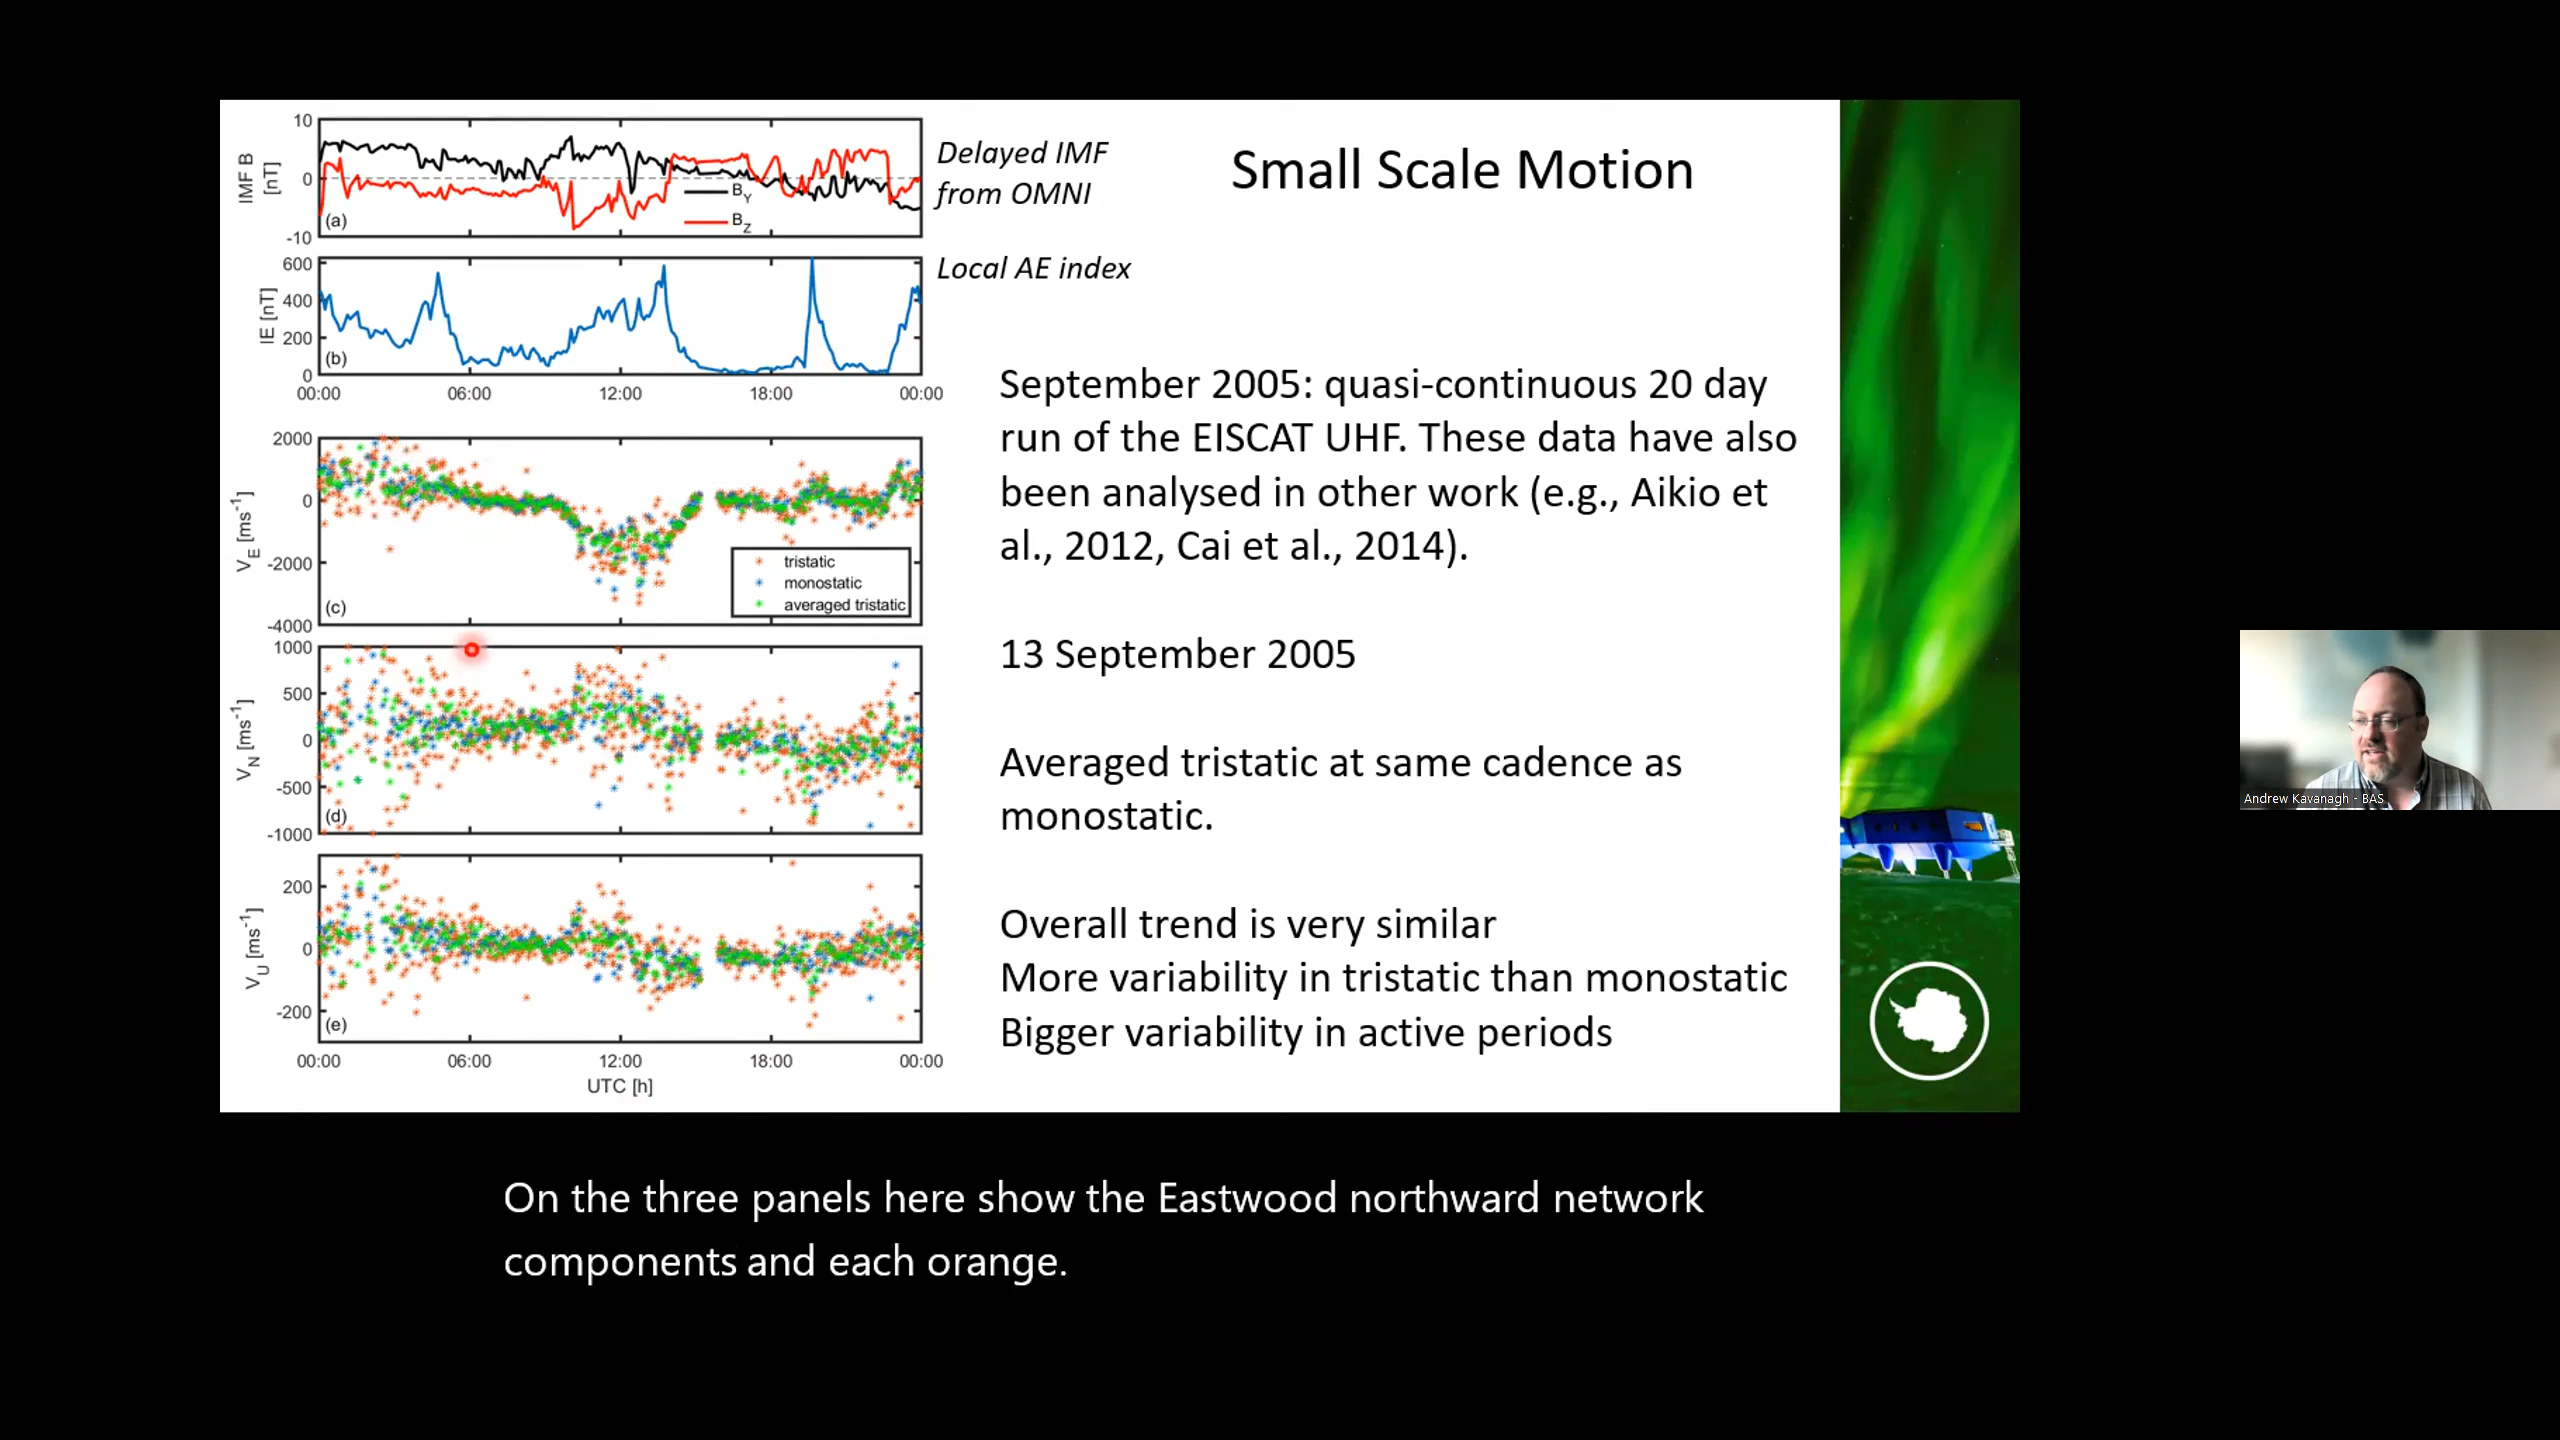 Small Scale Motion
Delayed IMF
from OMNI
Local AE index
IMF B
[nT]
10
0
-10
(a)
B_Y
B_Z
IE [nT]
600
400
200
0
(b)
00:00 06:00 12:00 18:00 00:00
V_E [ms^-1]
2000
0
-2000
-4000
(c)
tristatic
monostatic
averaged tristatic
V_N [ms^-1]
1000
500
0
-500
-1000
(d)
V_U [ms^-1]
200
0
-200
(e)
00:00 06:00 12:00 18:00 00:00
UTC [h]
September 2005: quasi-continuous 20 day
run of the EISCAT UHF. These data have also
been analysed in other work (e.g., Aikio et
al., 2012, Cai et al., 2014).
13 September 2005
Averaged tristatic at same cadence as
monostatic.
Overall trend is very similar
More variability in tristatic than monostatic
Bigger variability in active periods
Andrew Kavanagh - BAS
On the three panels here show the Eastwood northward network
components and each orange.